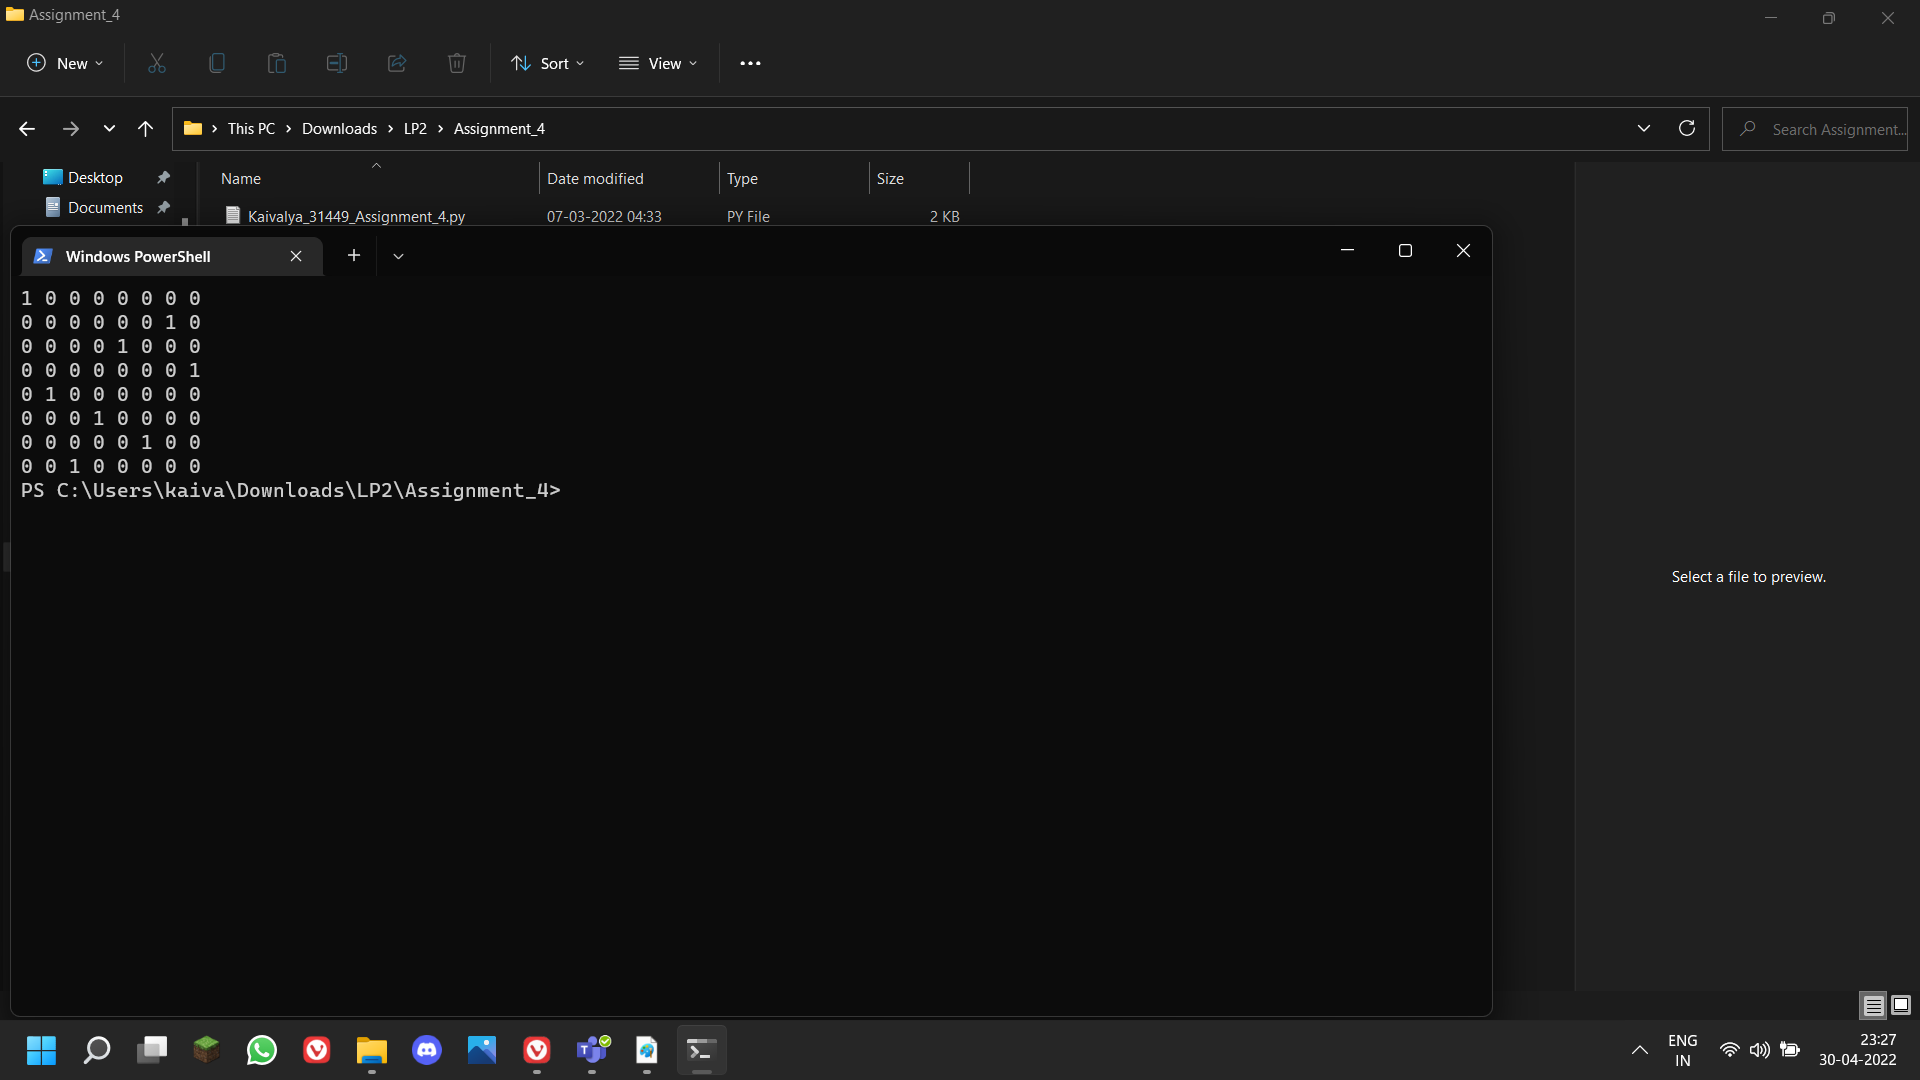 Assignment_4
New
Sort
View
This PC
Downloads
LP2
Assignment_4
Search Assignment...
Desktop
Documents
Name
Date modified
Type
Size
Kaivalya_31449_Assignment_4.py
07-03-2022 04:33
PY File
2 KB
Windows PowerShell
1 0 0 0 0 0 0 0
0 0 0 0 0 0 1 0
0 0 0 0 1 0 0 0
0 0 0 0 0 0 0 1
0 1 0 0 0 0 0 0
0 0 0 1 0 0 0 0
0 0 0 0 0 1 0 0
0 0 1 0 0 0 0 0
PS C:\Users\kaiva\Downloads\LP2\Assignment_4>
Select a file to preview.
ENG
IN
23:27
30-04-2022